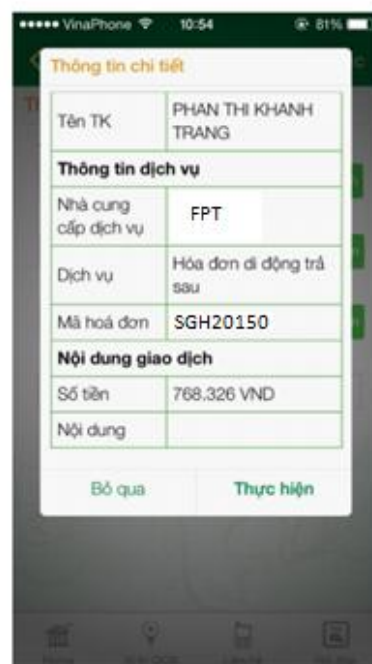 VinaPhone 10:54 81%
Thông tin chi tiết
Tên TK PHAN THI KHANH
TRANG
Thông tin dịch vụ
Nhà cung
cấp dịch vụ FPT
Dịch vụ Hóa đơn di động trả
sau
Mã hoá đơn SGH20150
Nội dung giao dịch
Số tiền 768.326 VND
Nội dung
Bỏ qua Thực hiện